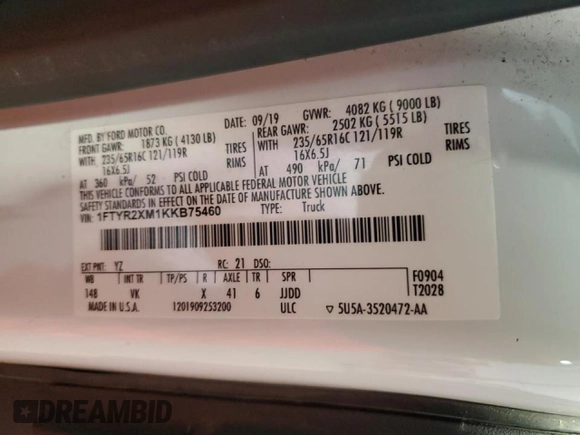 MFD. BY FORD MOTOR CO.
09/19
GVWR: 4082 KG ( 9000 LB)
FRONT GAWR: 1873 KG ( 4130 LB)
REAR GAWR: 2502 KG ( 5515 LB)
WITH 235/65R16C 121/119R TIRES
WITH 235/65R16C 121/119R TIRES
16X6.5J RIMS
16X6.5J RIMS
AT 360 kPa/ 52 PSI COLD
AT 490 kPa/ 71 PSI COLD
THIS VEHICLE CONFORMS TO ALL APPLICABLE FEDERAL MOTOR VEHICLE
SAFETY STANDARDS IN EFFECT ON THE DATE OF MANUFACTURE SHOWN ABOVE.
VIN: 1FTYR2XM1KKB75460
TYPE: Truck
EXT PNT: YZ RC: 21 DSO:
WB INT TR TP/PS R AXLE TR SPR
148 VK X 41 6 JJDD
F0904
T2028
MADE IN U.S.A. 1201909253200 ULC ▽ 5U5A-3520472-AA
DREAMBID